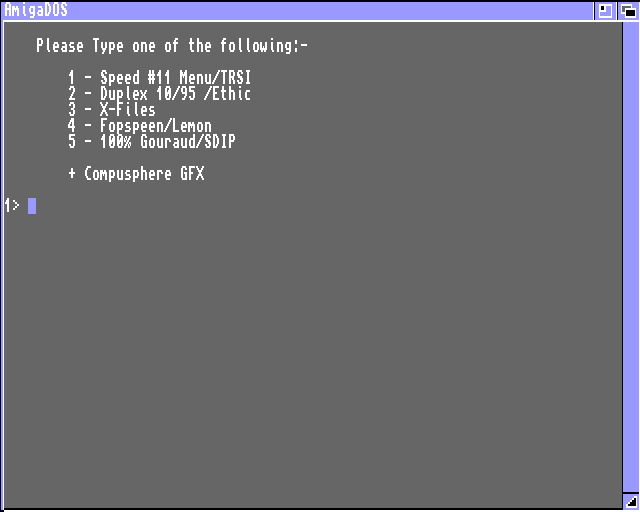 AmigaDOS
Please Type one of the following:-
1 - Speed #11 Menu/TRSI
2 - Duplex 10/95 /Ethic
3 - X-Files
4 - Fopspeen/Lemon
5 - 100% Gouraud/SDIP
+ Compusphere GFX
1>